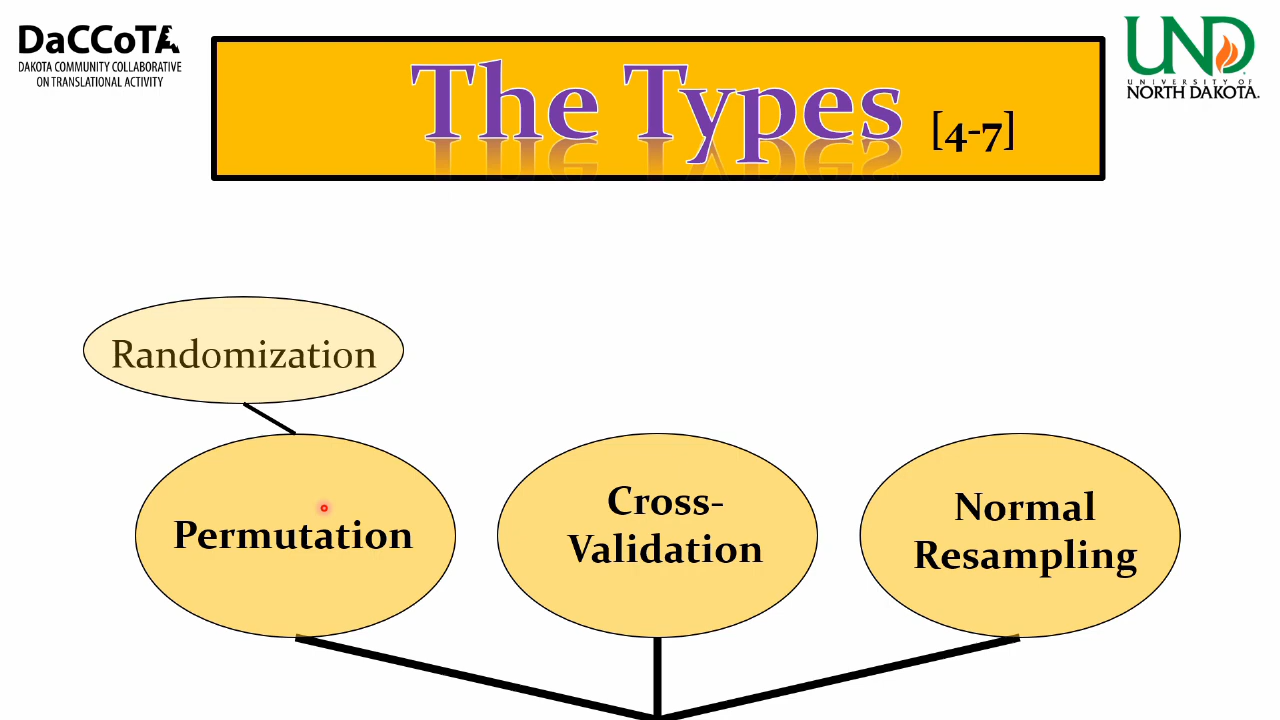 DaCCoTA
DAKOTA COMMUNITY COLLABORATIVE
ON TRANSLATIONAL ACTIVITY
The Types [4-7]
UND
UNIVERSITY OF
NORTH DAKOTA.
Randomization
Permutation
Cross-
Validation
Normal
Resampling